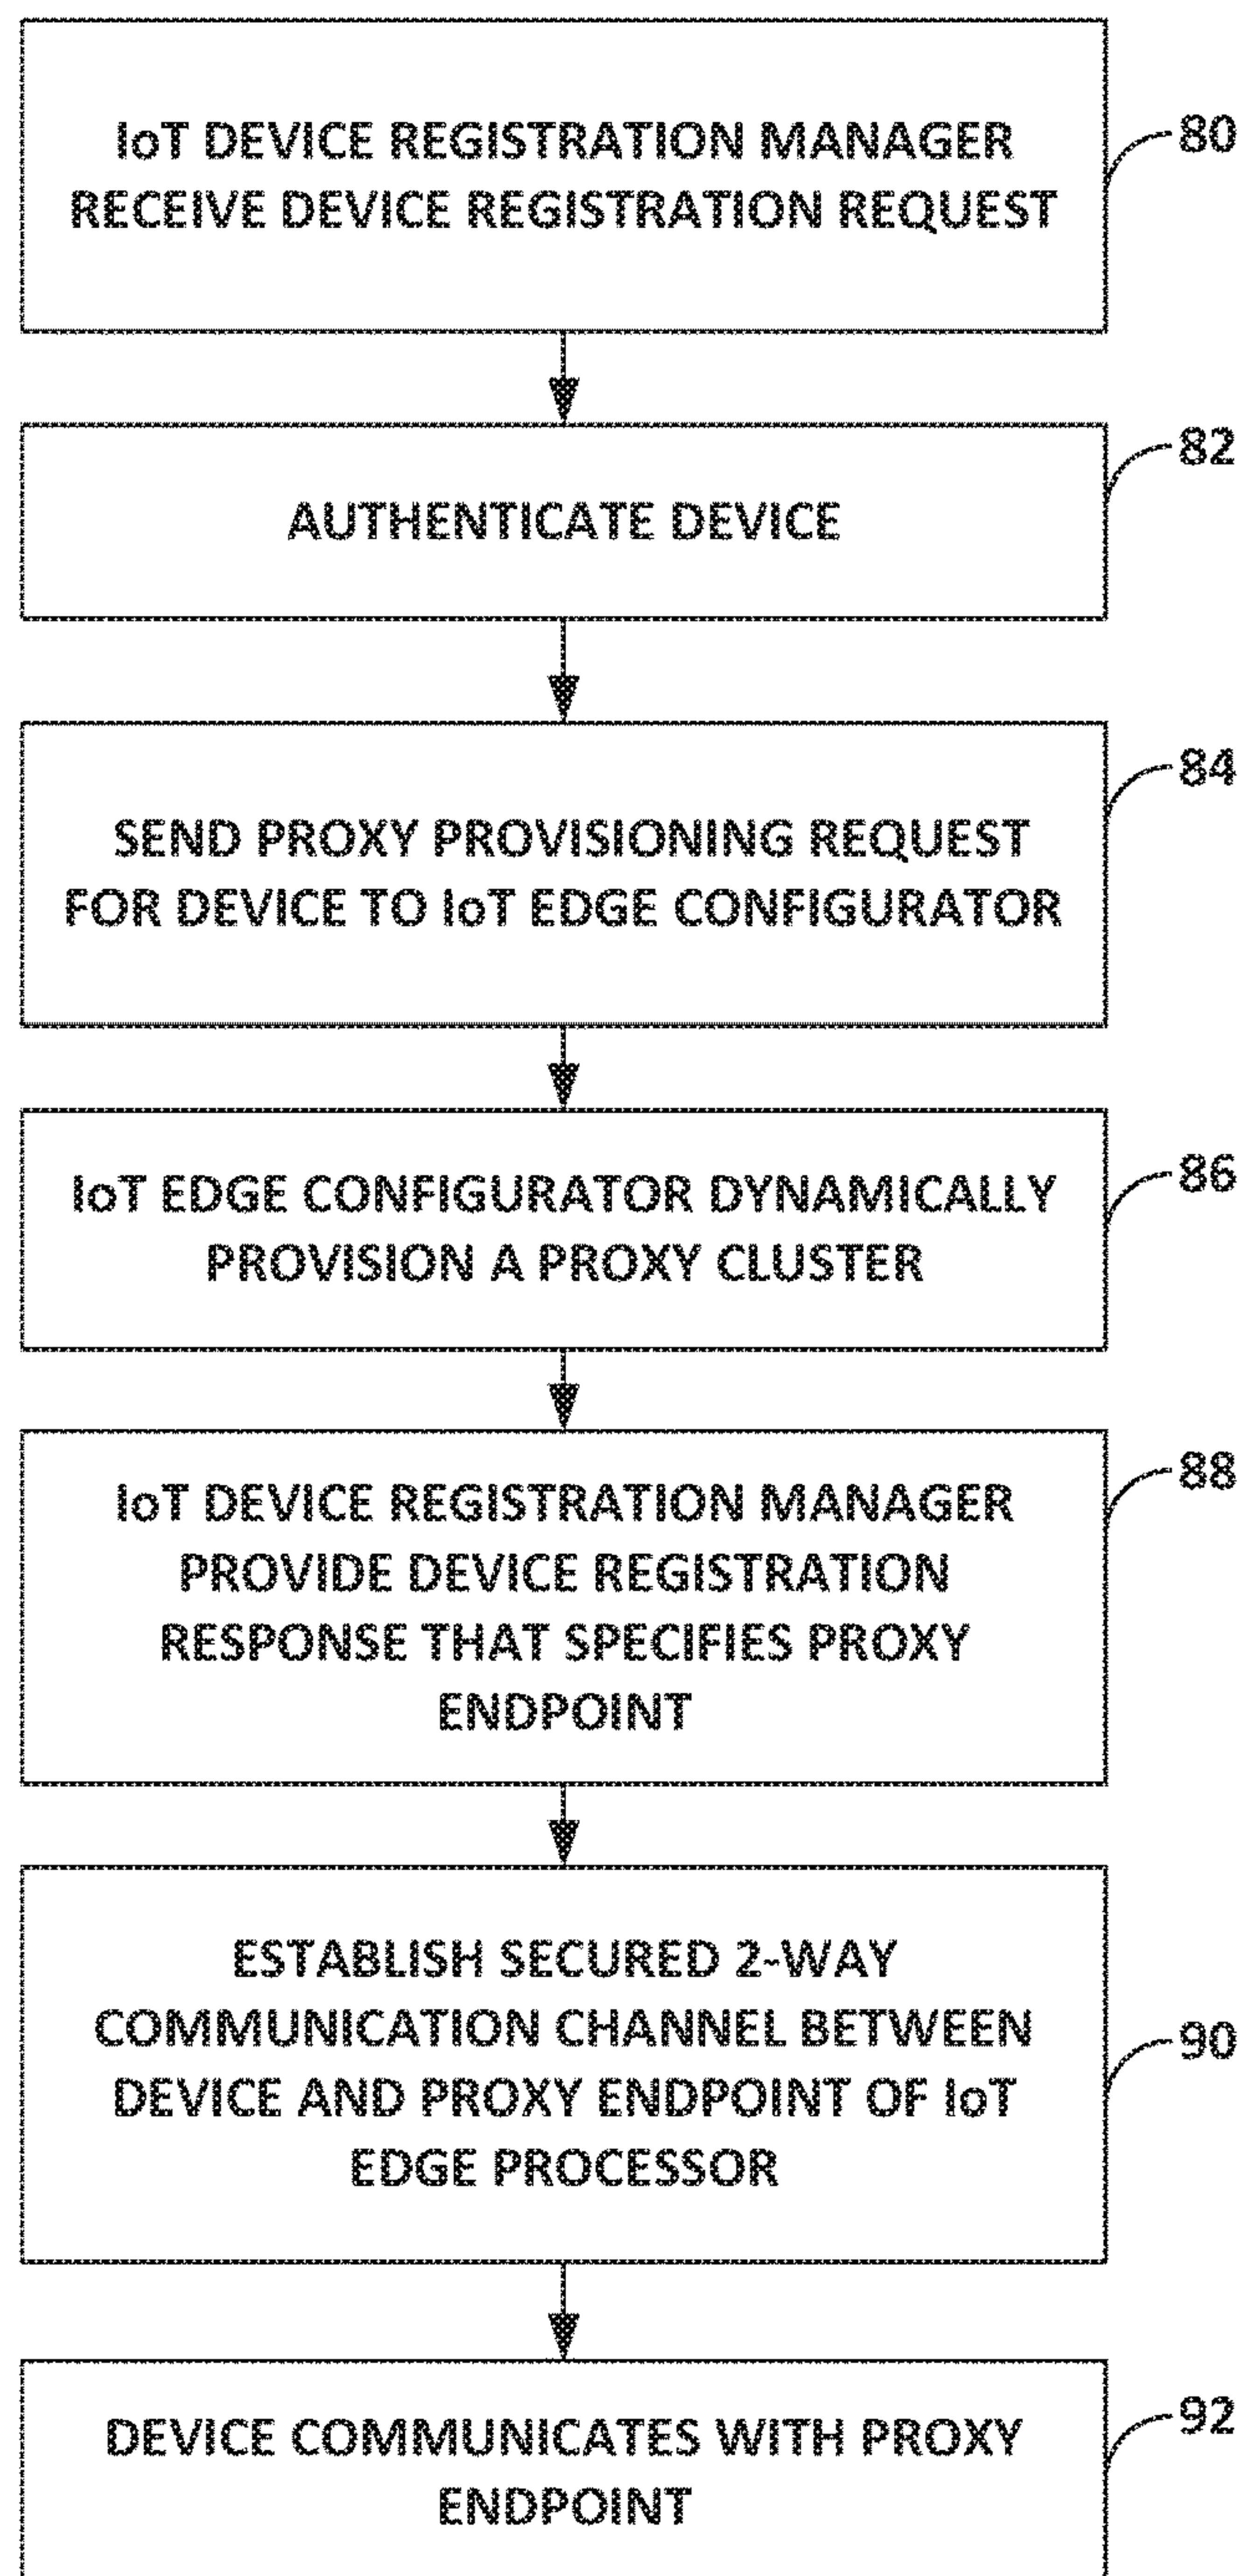 IoT DEVICE REGISTRATION MANAGER
RECEIVE DEVICE REGISTRATION REQUEST
80
AUTHENTICATE DEVICE
82
SEND PROXY PROVISIONING REQUEST
FOR DEVICE TO IoT EDGE CONFIGURATOR
84
IoT EDGE CONFIGURATOR DYNAMICALLY
PROVISION A PROXY CLUSTER
86
IoT DEVICE REGISTRATION MANAGER
PROVIDE DEVICE REGISTRATION
RESPONSE THAT SPECIFIES PROXY
ENDPOINT
88
ESTABLISH SECURED 2-WAY
COMMUNICATION CHANNEL BETWEEN
DEVICE AND PROXY ENDPOINT OF IoT
EDGE PROCESSOR
90
DEVICE COMMUNICATES WITH PROXY
ENDPOINT
92